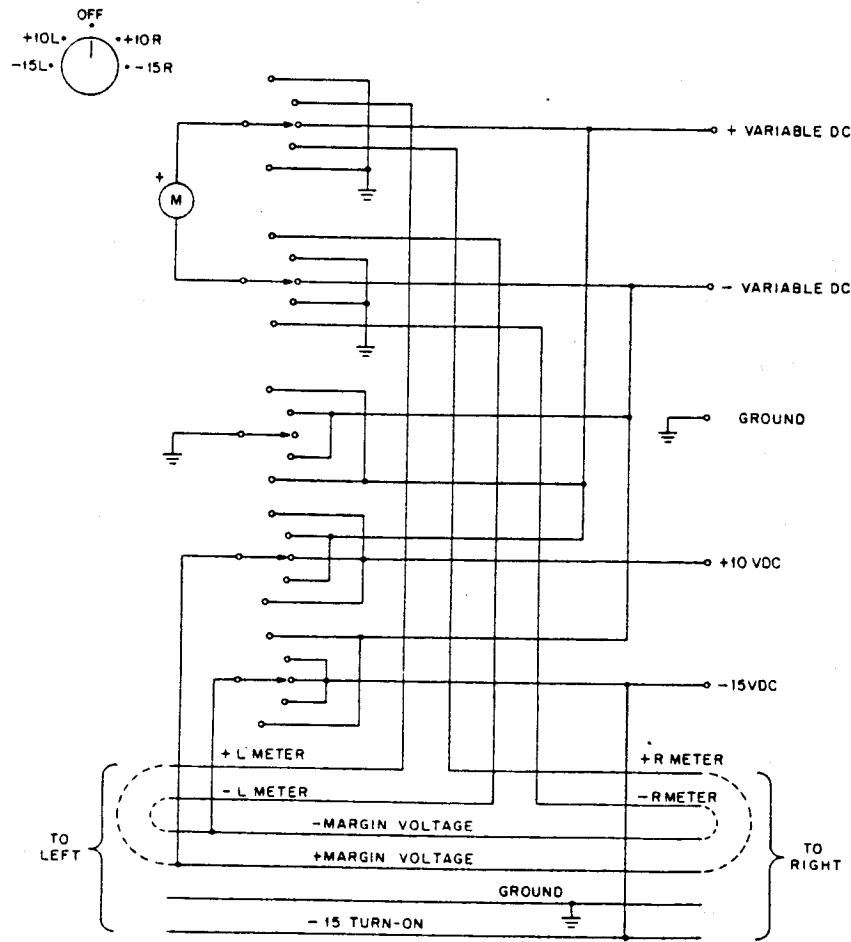 OFF
+10L
+10R
-15L
-15R
+ VARIABLE DC
+
M
- VARIABLE DC
GROUND
+10 VDC
-15VDC
+ L METER
+R METER
- L METER
-R METER
-MARGIN VOLTAGE
TO
LEFT
TO
RIGHT
+MARGIN VOLTAGE
GROUND
-15 TURN-ON